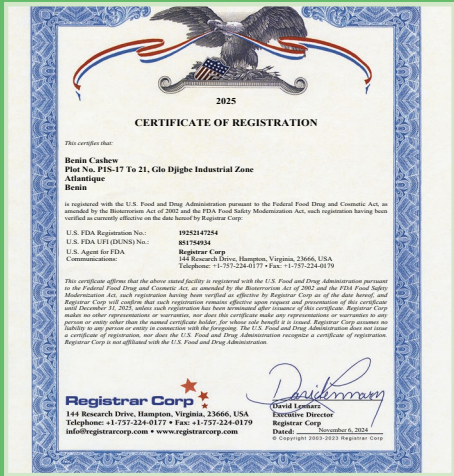 2025
CERTIFICATE OF REGISTRATION
This certifies that:
Benin Cashew
Plot No. P1S-17 To 21, Glo Djigbe Industrial Zone
Atlantique
Benin
is registered with the U.S. Food and Drug Administration pursuant to the Federal Food Drug and Cosmetic Act, as
amended by the Bioterrorism Act of 2002 and the FDA Food Safety Modernization Act, such registration having been
verified as currently effective on the date hereof by Registrar Corp:
U.S. FDA Registration No.: 19252147254
U.S. FDA UFI (DUNS) No.: 851754934
U.S. Agent for FDA Registrar Corp
Communications: 144 Research Drive, Hampton, Virginia, 23666, USA
Telephone: +1-757-224-0177 • Fax: +1-757-224-0179
This certificate affirms that the above stated facility is registered with the U.S. Food and Drug Administration pursuant
to the Federal Food Drug and Cosmetic Act, as amended by the Bioterrorism Act of 2002 and the FDA Food Safety
Modernization Act, such registration having been verified as effective by Registrar Corp as of the date hereof, and
Registrar Corp will confirm that such registration remains effective upon request and presentation of this certificate
until December 31, 2025, unless such registration has been terminated after issuance of this certificate. Registrar Corp
makes no other representations or warranties, nor does this certificate make any representations or warranties to any
person or entity other than the named certificate holder, for whose sole benefit it is issued. Registrar Corp assumes no
liability to any person or entity in connection with the foregoing. The U.S. Food and Drug Administration does not issue
a certificate of registration, nor does the U.S. Food and Drug Administration recognize a certificate of registration.
Registrar Corp is not affiliated with the U.S. Food and Drug Administration.
Registrar Corp
144 Research Drive, Hampton, Virginia, 23666, USA
Telephone: +1-757-224-0177 • Fax: +1-757-224-0179
info@registrarcorp.com • www.registrarcorp.com
David Lennarz
David Lennarz
Executive Director
Registrar Corp
Dated: November 6, 2024
© Copyright 2003-2023 Registrar Corp